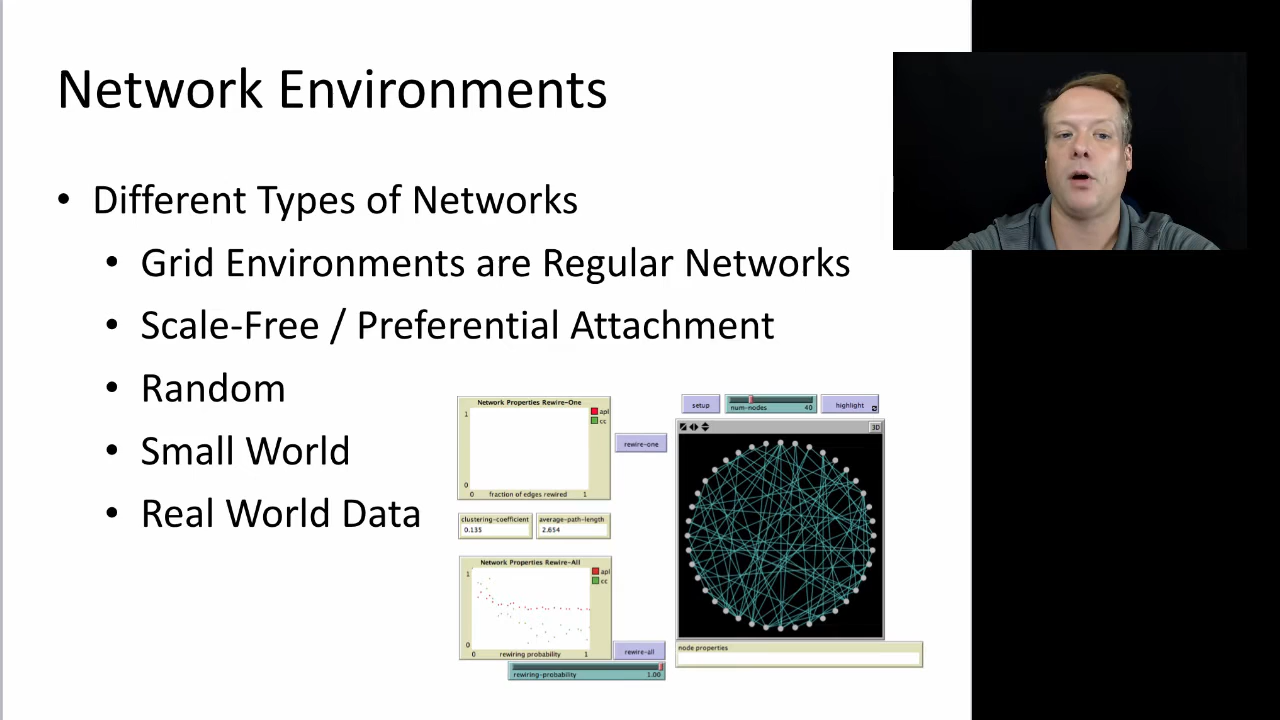 Network Environments
• Different Types of Networks
• Grid Environments are Regular Networks
• Scale-Free / Preferential Attachment
• Random
• Small World
• Real World Data
Network Properties Rewire-One
1
apl
cc
0
0 fraction of edges rewired 1
rewire-one
clustering-coefficient
0.135
average-path-length
2.654
Network Properties Rewire-All
1
apl
cc
0
0 rewiring probability 1
rewire-all
rewiring-probability 1.00
setup
num-nodes 40
highlight
3D
node properties